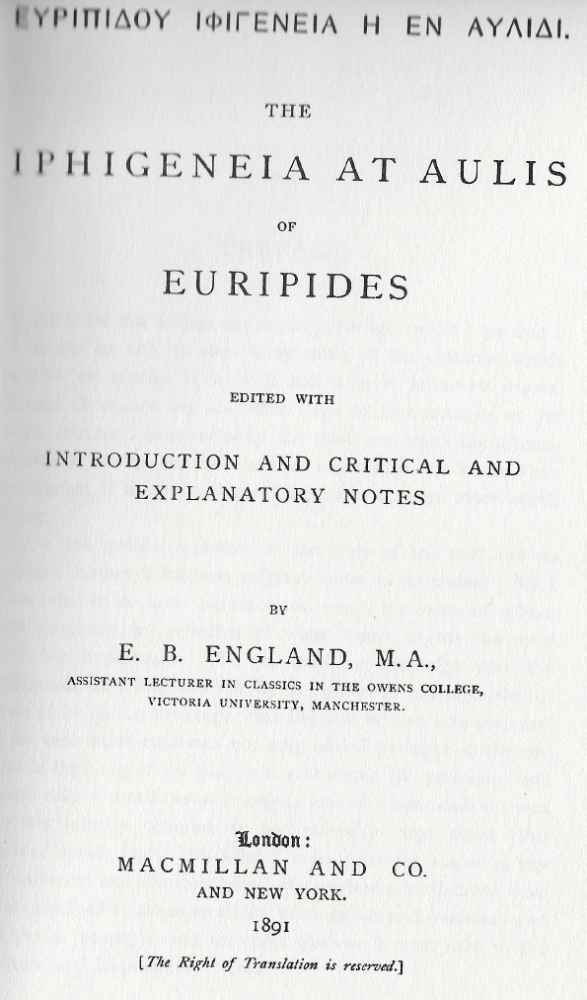 ΕΥΡΙΠΙΔΟΥ ΙΦΙΓΕΝΕΙΑ Η ΕΝ ΑΥΛΙΔΙ.
THE
IPHIGENEIA AT AULIS
OF
EURIPIDES
EDITED WITH
INTRODUCTION AND CRITICAL AND
EXPLANATORY NOTES
BY
E. B. ENGLAND, M.A.,
ASSISTANT LECTURER IN CLASSICS IN THE OWENS COLLEGE,
VICTORIA UNIVERSITY, MANCHESTER.
London:
MACMILLAN AND CO.
AND NEW YORK.
1891
[The Right of Translation is reserved.]